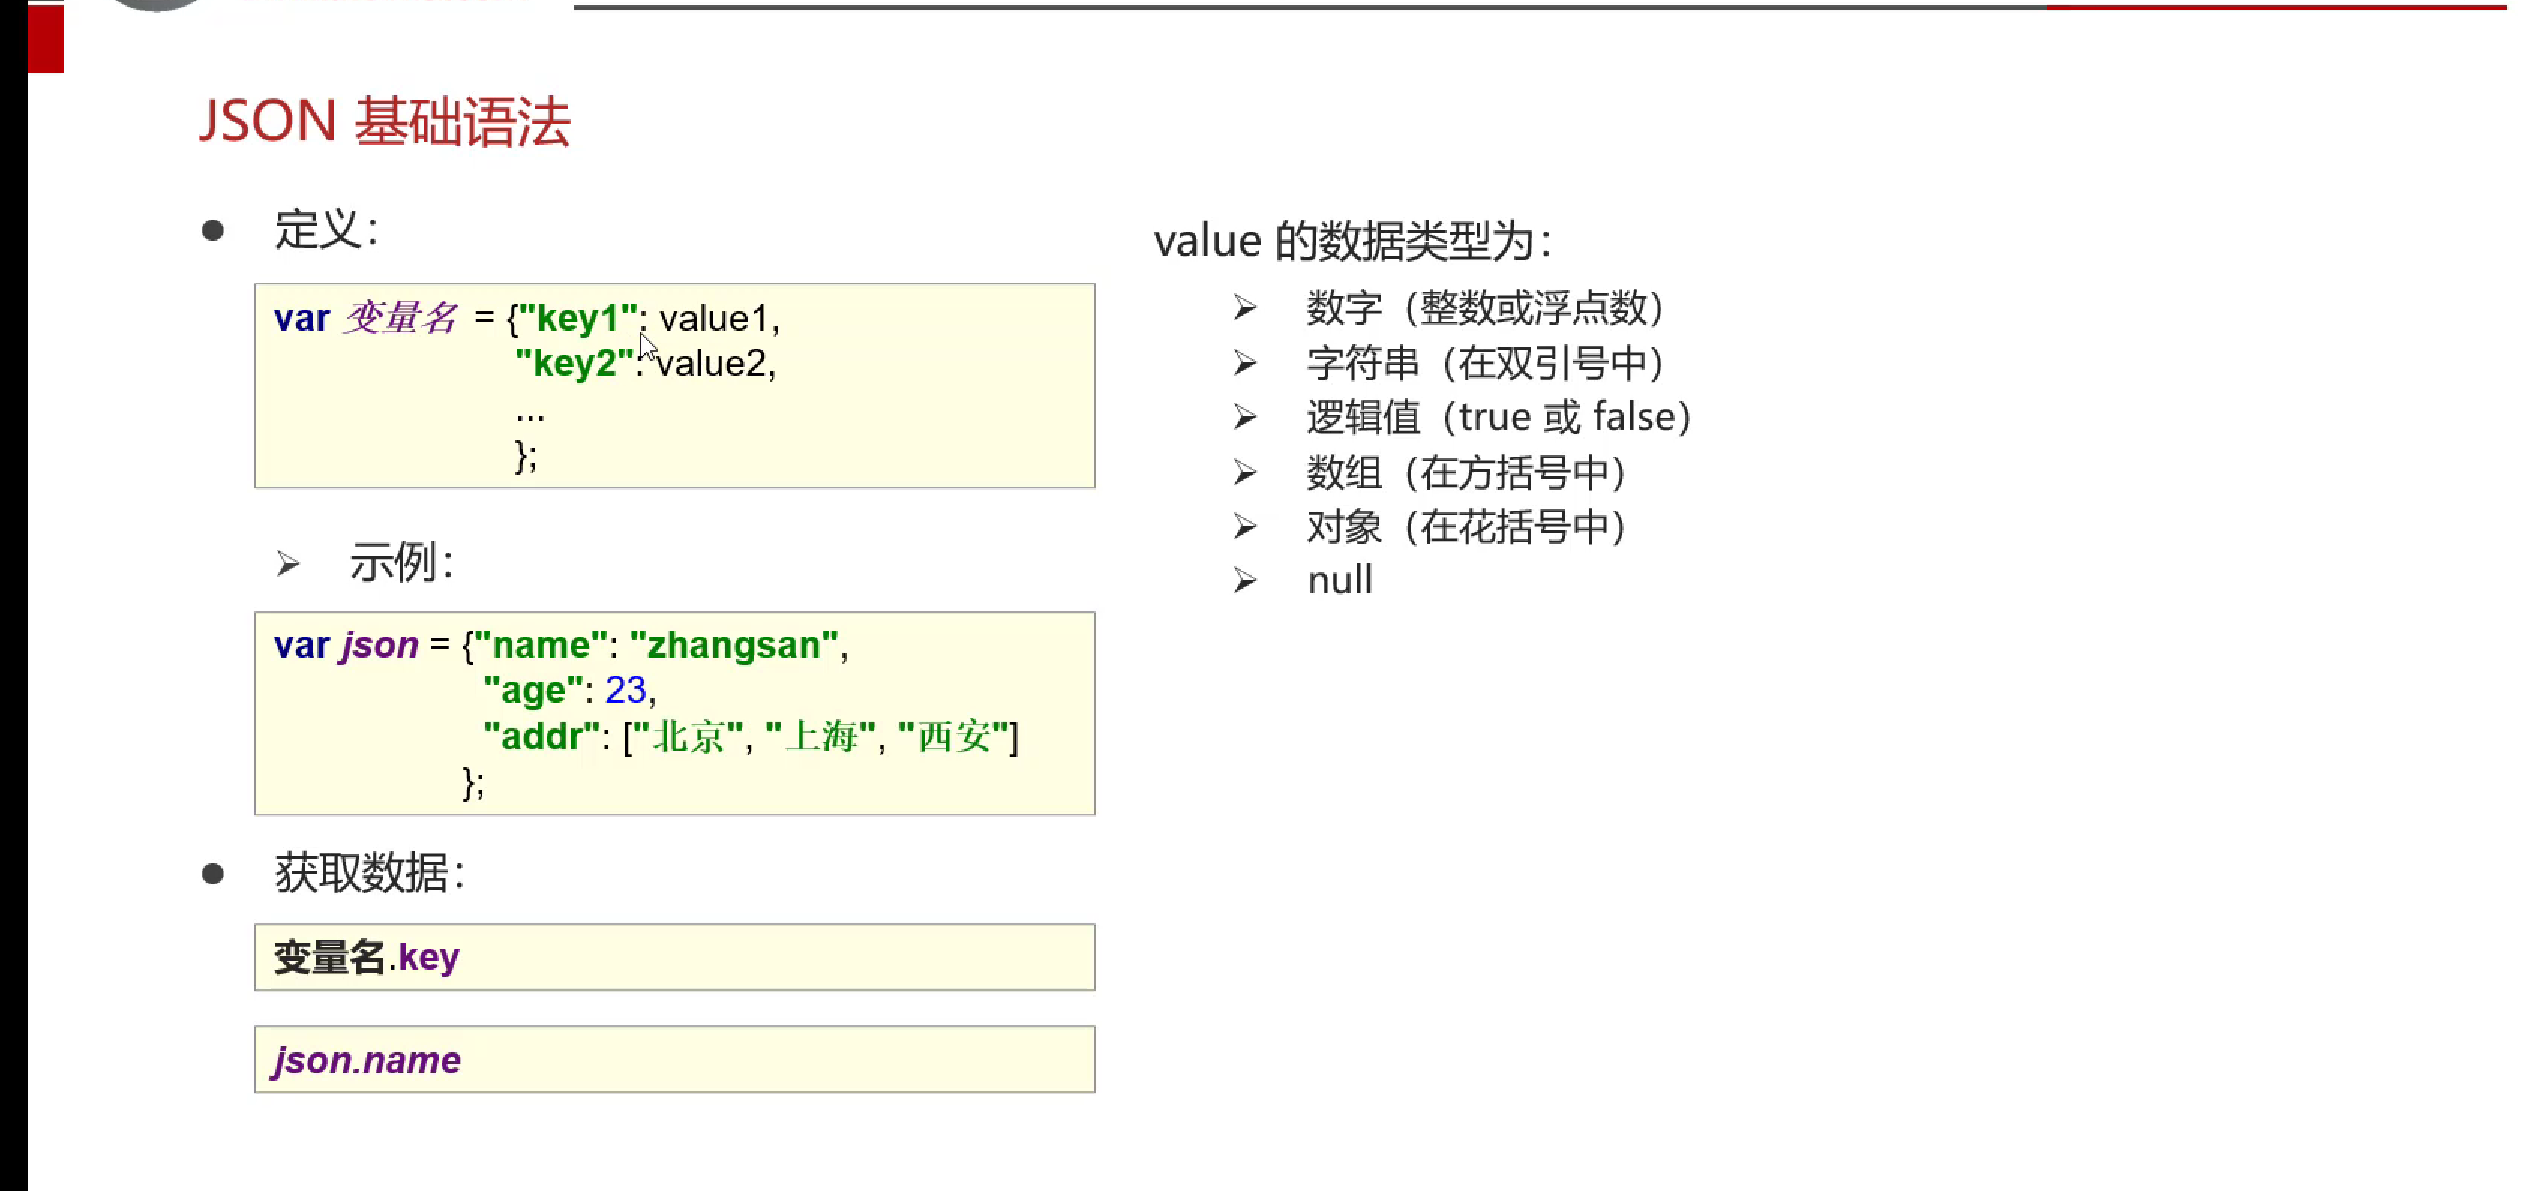 JSON 基础语法
● 定义：
var 变量名 = {"key1": value1,
"key2": value2,
...
};
➢ 示例：
var json = {"name": "zhangsan",
"age": 23,
"addr": ["北京", "上海", "西安"]
};
● 获取数据：
变量名.key
json.name
value 的数据类型为：
➢ 数字（整数或浮点数）
➢ 字符串（在双引号中）
➢ 逻辑值（true 或 false）
➢ 数组（在方括号中）
➢ 对象（在花括号中）
➢ null